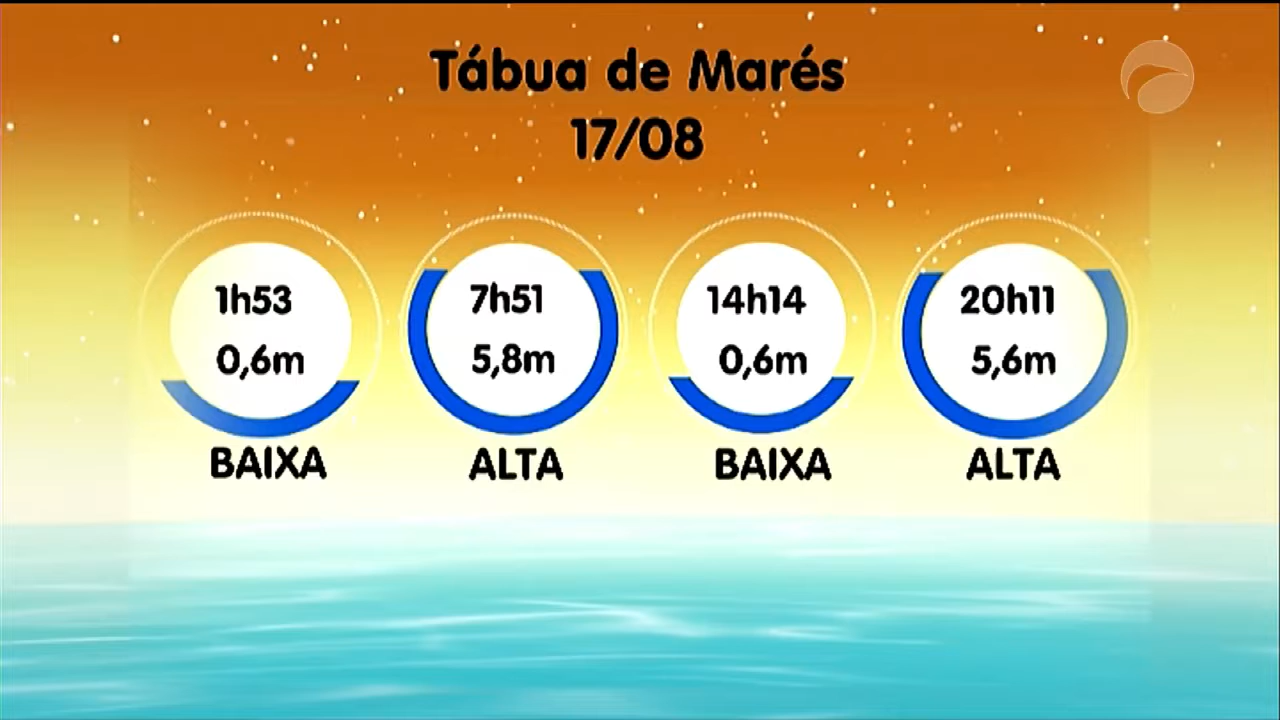 Tábua de Marés
17/08
1h53
0,6m
BAIXA
7h51
5,8m
ALTA
14h14
0,6m
BAIXA
20h11
5,6m
ALTA